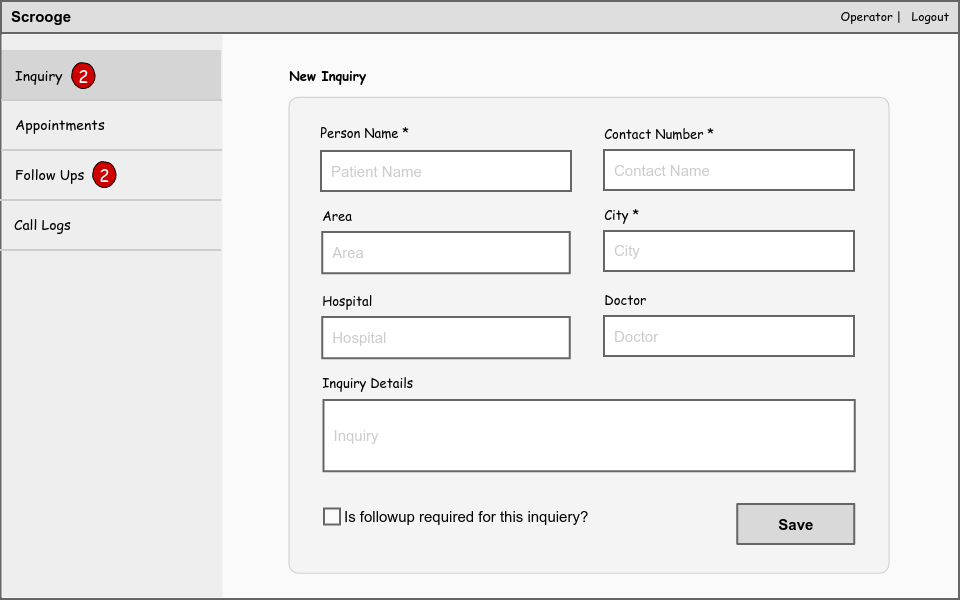 Scrooge
Operator | Logout
Inquiry 2
Appointments
Follow Ups 2
Call Logs
New Inquiry
Person Name * Contact Number *
Patient Name Contact Name
Area City *
Area City
Hospital Doctor
Hospital Doctor
Inquiry Details
Inquiry
Is followup required for this inquiery?
Save